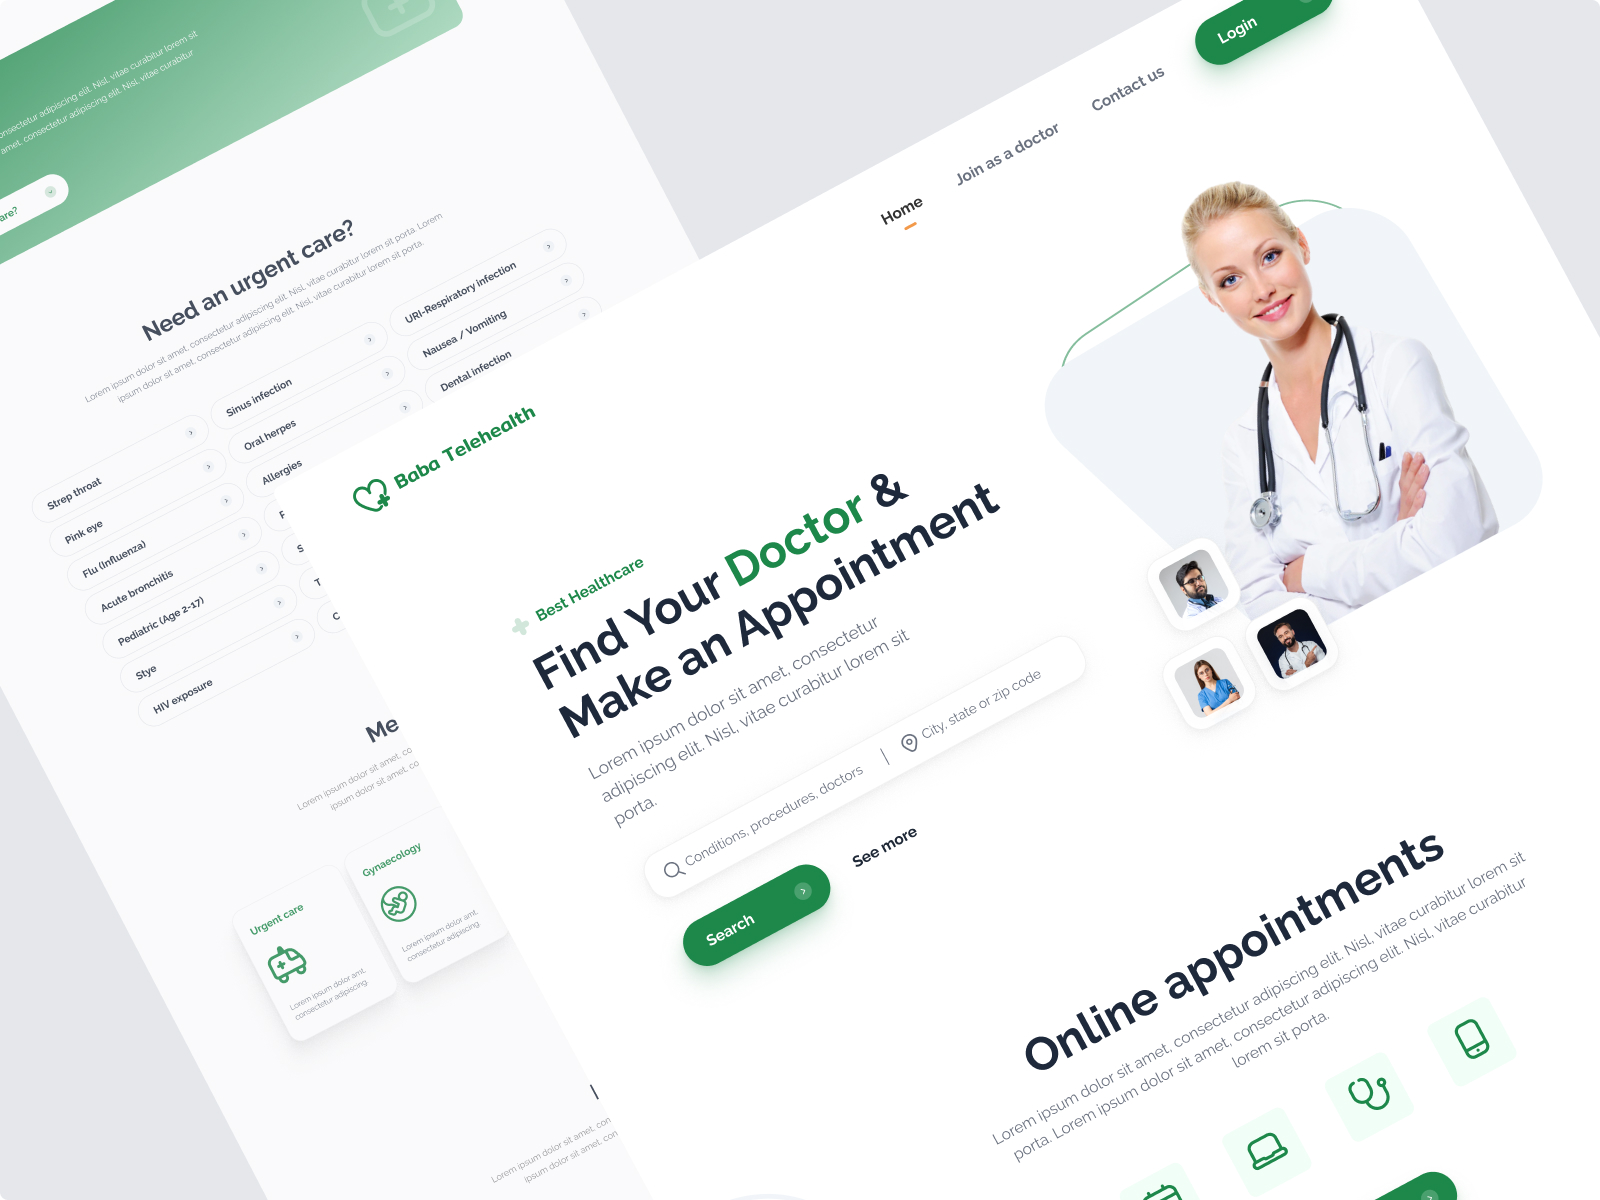 onsectetur adipiscing elit. Nisl, vitae curabitur lorem sit
amet, consectetur adipiscing elit. Nisl, vitae curabitur
are?
Need an urgent care?
Lorem ipsum dolor sit amet, consectetur adipiscing elit. Nisl, vitae curabitur lorem sit porta. Lorem
ipsum dolor sit amet, consectetur adipiscing elit. Nisl, vitae curabitur lorem sit porta.
Strep throat
Sinus infection
URI-Respiratory infection
Pink eye
Oral herpes
Nausea / Vomiting
Flu (Influenza)
Allergies
Dental infection
Acute bronchitis
Pediatric (Age 2-17)
S
Stye
T
HIV exposure
C
Me
Lorem ipsum dolor sit amet, co
ipsum dolor sit amet, co
Urgent care
Lorem ipsum dolor amt,
consectetur adipiscing
Gynaecology
Lorem ipsum dolor amt,
consectetur adipiscing
Lorem ipsum dolor sit amet, con
ipsum dolor sit amet, con
Baba Telehealth
Home
Join as a doctor
Contact us
Login
Best Healthcare
Find Your Doctor &
Make an Appointment
Lorem ipsum dolor sit amet, consectetur
adipiscing elit. Nisl, vitae curabitur lorem sit
porta.
Conditions, procedures, doctors
City, state or zip code
Search
See more
Online appointments
Lorem ipsum dolor sit amet, consectetur adipiscing elit. Nisl, vitae curabitur lorem sit
porta. Lorem ipsum dolor sit amet, consectetur adipiscing elit. Nisl, vitae curabitur
lorem sit porta.